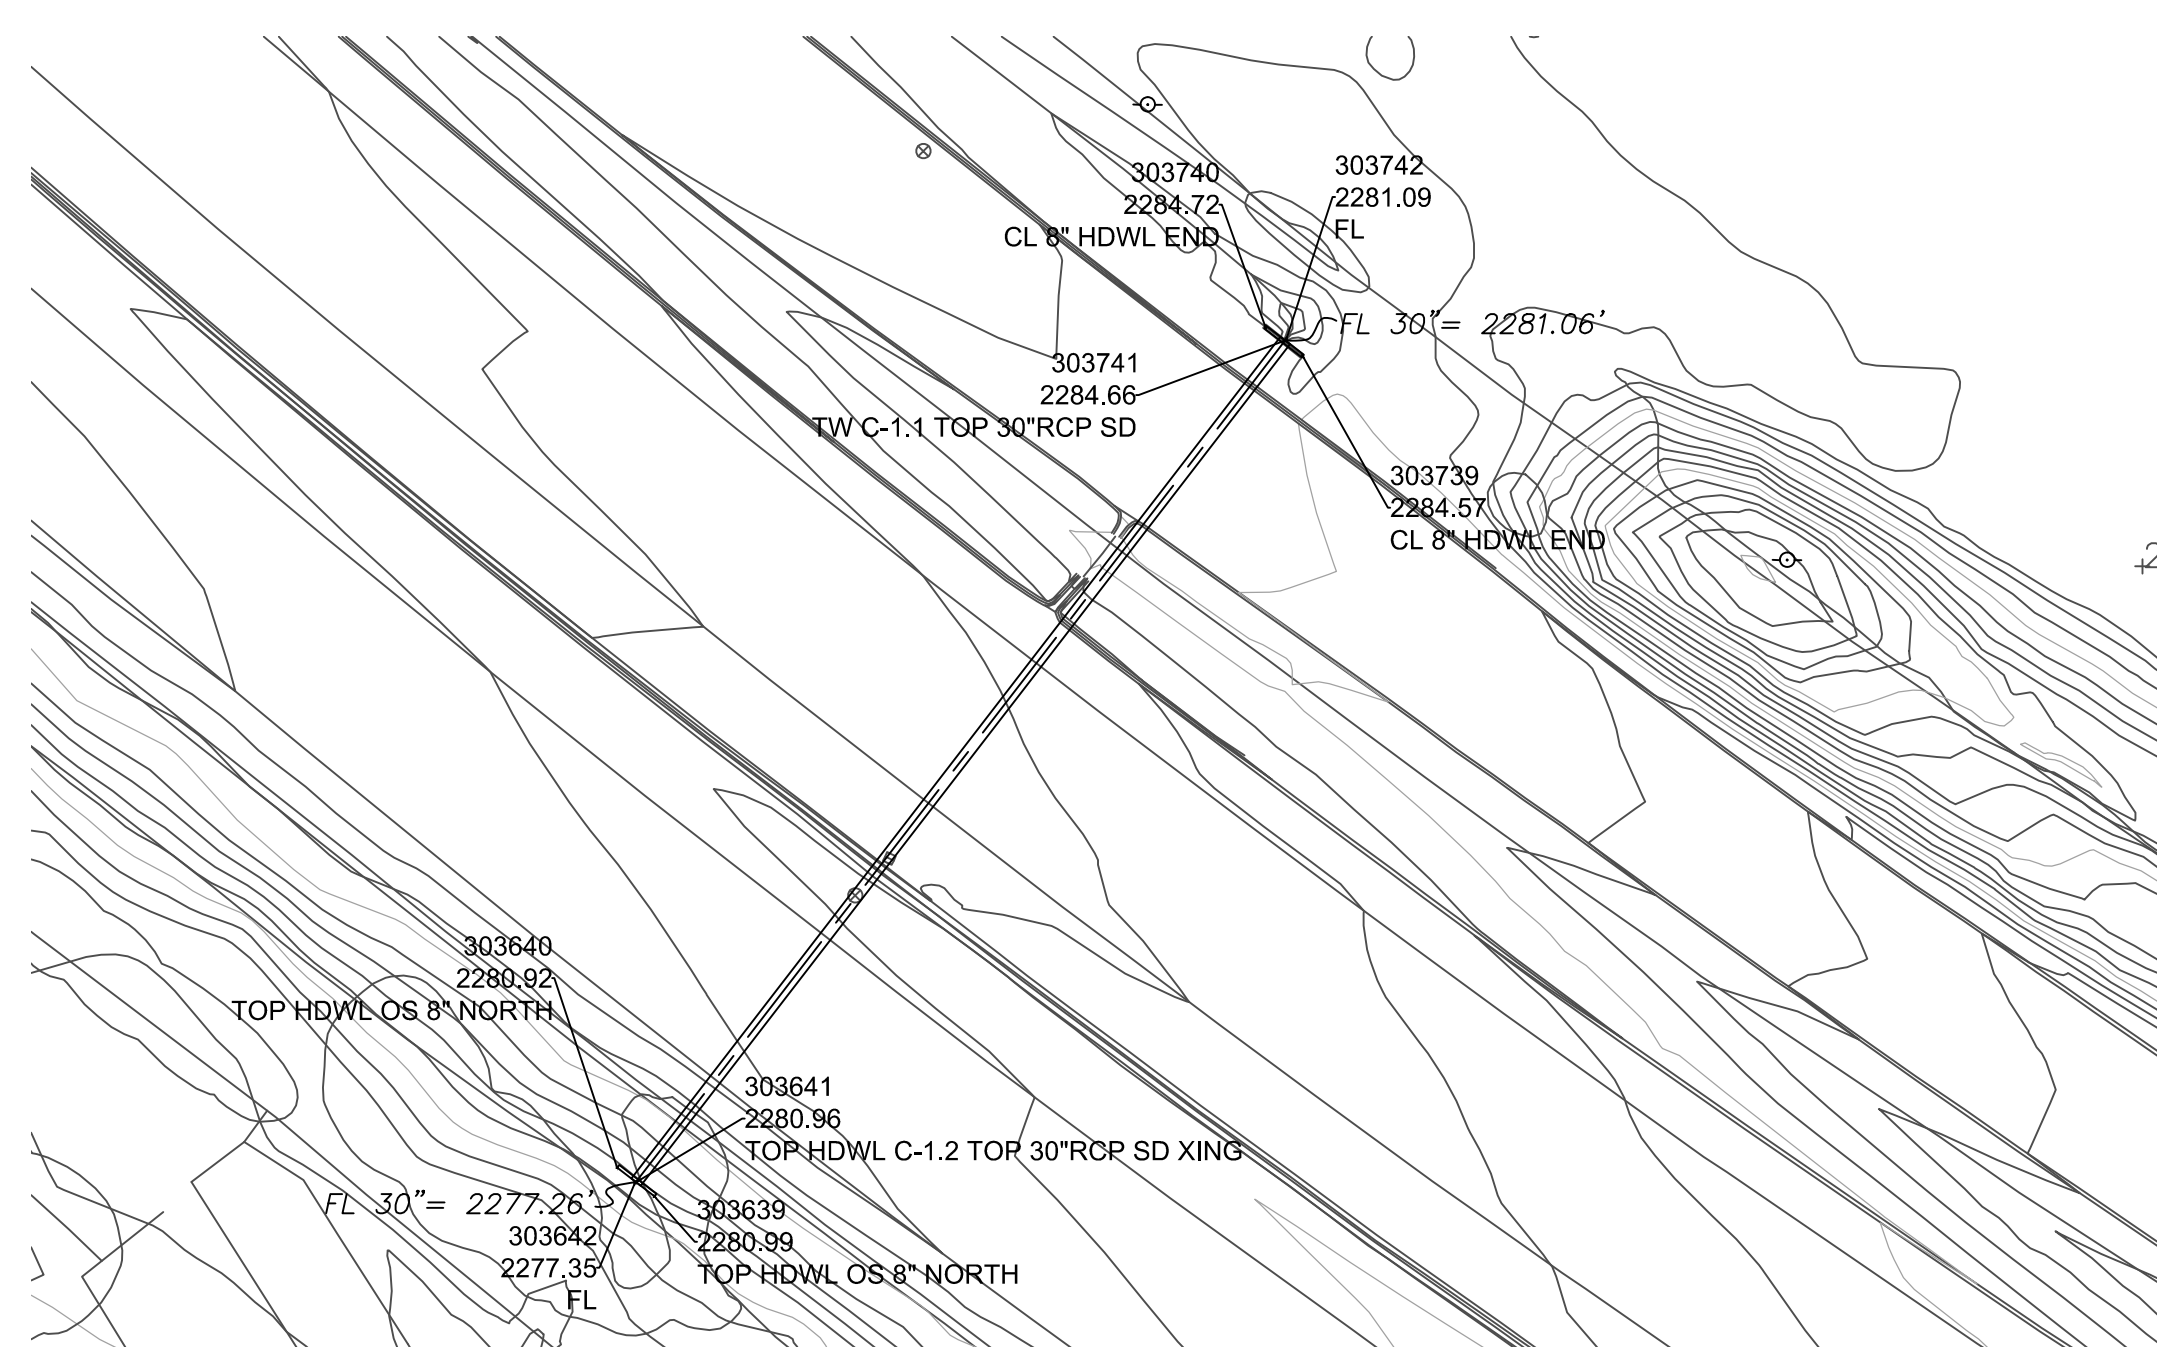 303740
2284.72
CL 8" HDWL END
303742
2281.09
FL
FL 30"= 2281.06'
303741
2284.66
TW C-1.1 TOP 30"RCP SD
303739
2284.57
CL 8" HDWL END
303640
2280.92
TOP HDWL OS 8" NORTH
303641
2280.96
TOP HDWL C-1.2 TOP 30"RCP SD XING
FL 30"= 2277.26'
303642
2277.35
FL
303639
2280.99
TOP HDWL OS 8" NORTH